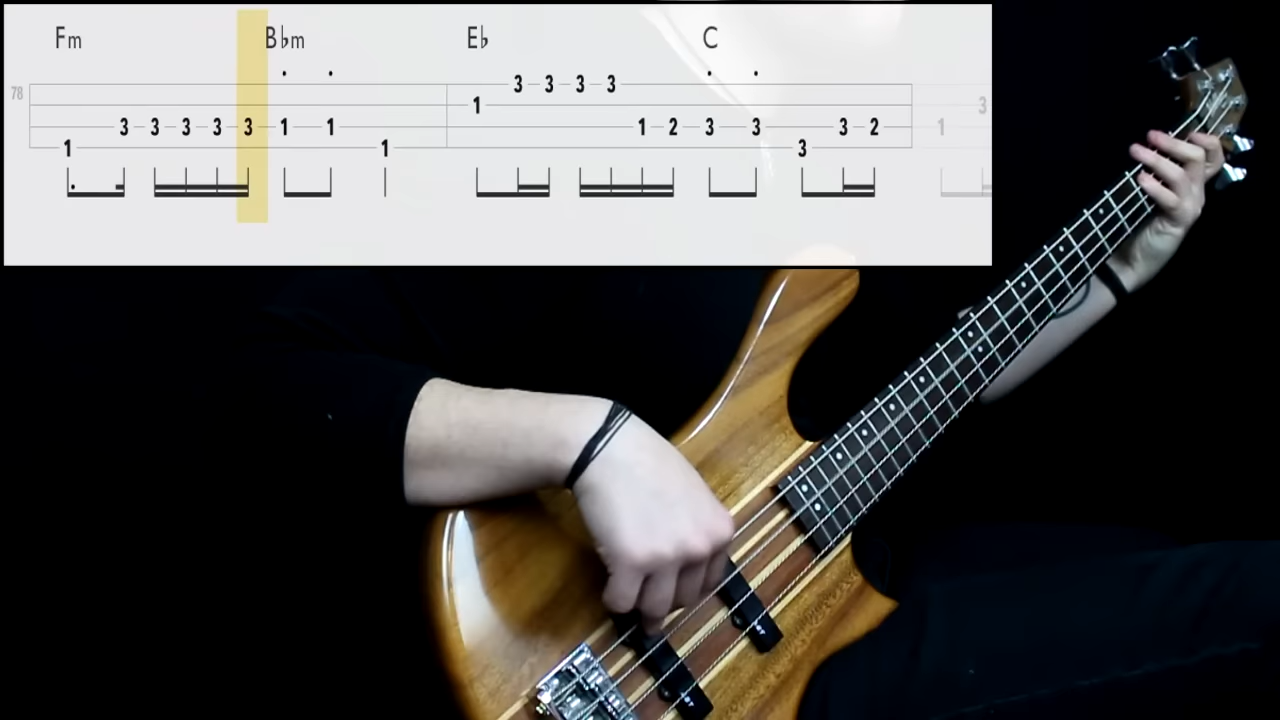 Fm B♭m E♭ C
78
3 3 3 3
1 3
3 3 3 3 3 1 1 1 2 3 3 3 2 1
1 1 3